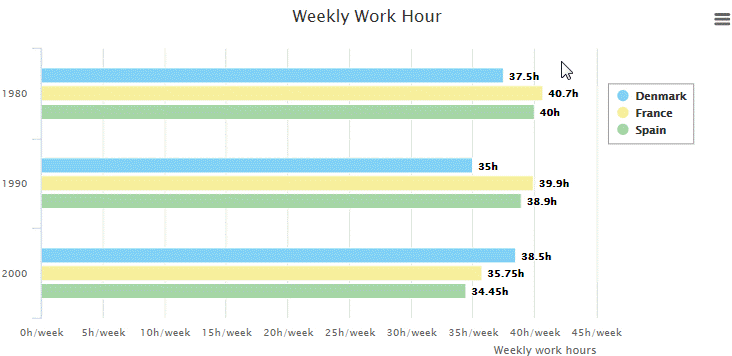 Weekly Work Hour
1980
37.5h
40.7h
40h
Denmark
France
Spain
1990
35h
39.9h
38.9h
2000
38.5h
35.75h
34.45h
0h/week 5h/week 10h/week 15h/week 20h/week 25h/week 30h/week 35h/week 40h/week 45h/week
Weekly work hours